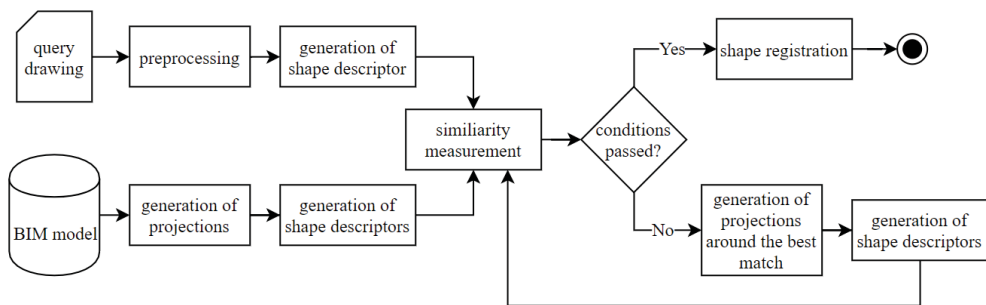 query
drawing
preprocessing
generation of
shape descriptor
similiarity
measurement
conditions
passed?
Yes
shape registration
BIM model
generation of
projections
generation of
shape descriptors
No
generation of
projections
around the best
match
generation of
shape descriptors